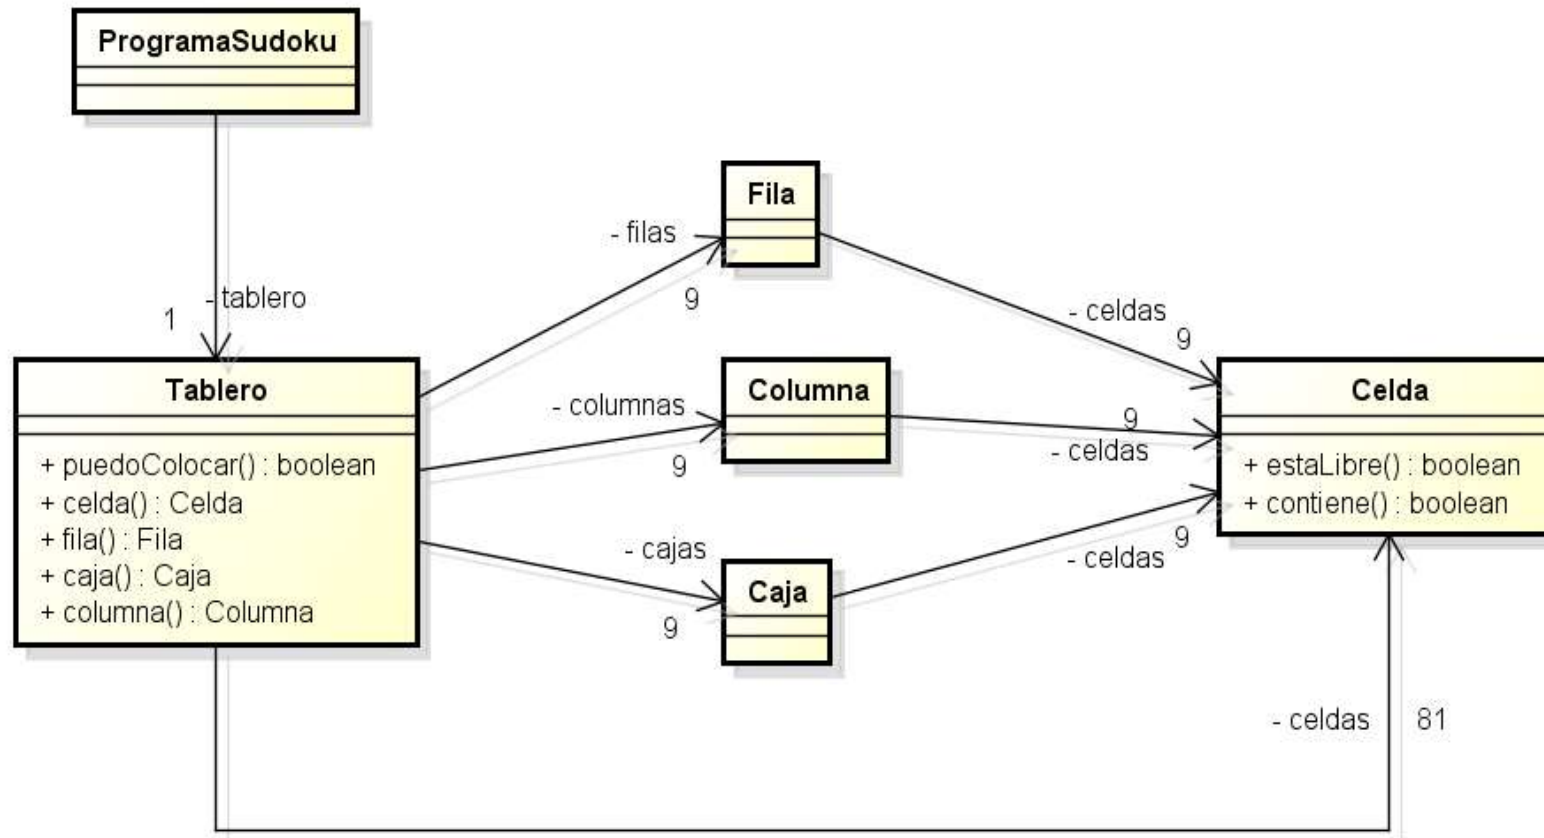 ProgramaSudoku
1
- tablero
Tablero
+ puedoColocar() : boolean
+ celda() : Celda
+ fila() : Fila
+ caja() : Caja
+ columna() : Columna
- filas
9
- columnas
9
- cajas
9
Fila
Columna
Caja
- celdas
9
9
- celdas
9
- celdas
Celda
+ estaLibre() : boolean
+ contiene() : boolean
- celdas
81